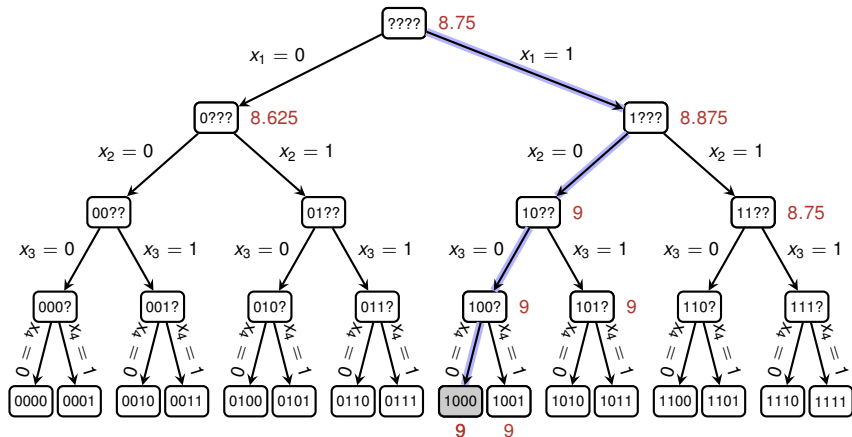 ???? 8.75
x₁ = 0 x₁ = 1
0??? 8.625 1??? 8.875
x₂ = 0 x₂ = 1 x₂ = 0 x₂ = 1
00?? 01?? 10?? 9 11?? 8.75
x₃ = 0 x₃ = 1 x₃ = 0 x₃ = 1 x₃ = 0 x₃ = 1 x₃ = 0 x₃ = 1
000? 001? 010? 011? 100? 9 101? 9 110? 111?
x₄ = 0 x₄ = 1 x₄ = 0 x₄ = 1 x₄ = 0 x₄ = 1 x₄ = 0 x₄ = 1 x₄ = 0 x₄ = 1 x₄ = 0 x₄ = 1 x₄ = 0 x₄ = 1 x₄ = 0 x₄ = 1
0000 0001 0010 0011 0100 0101 0110 0111 1000 1001 1010 1011 1100 1101 1110 1111
9 9